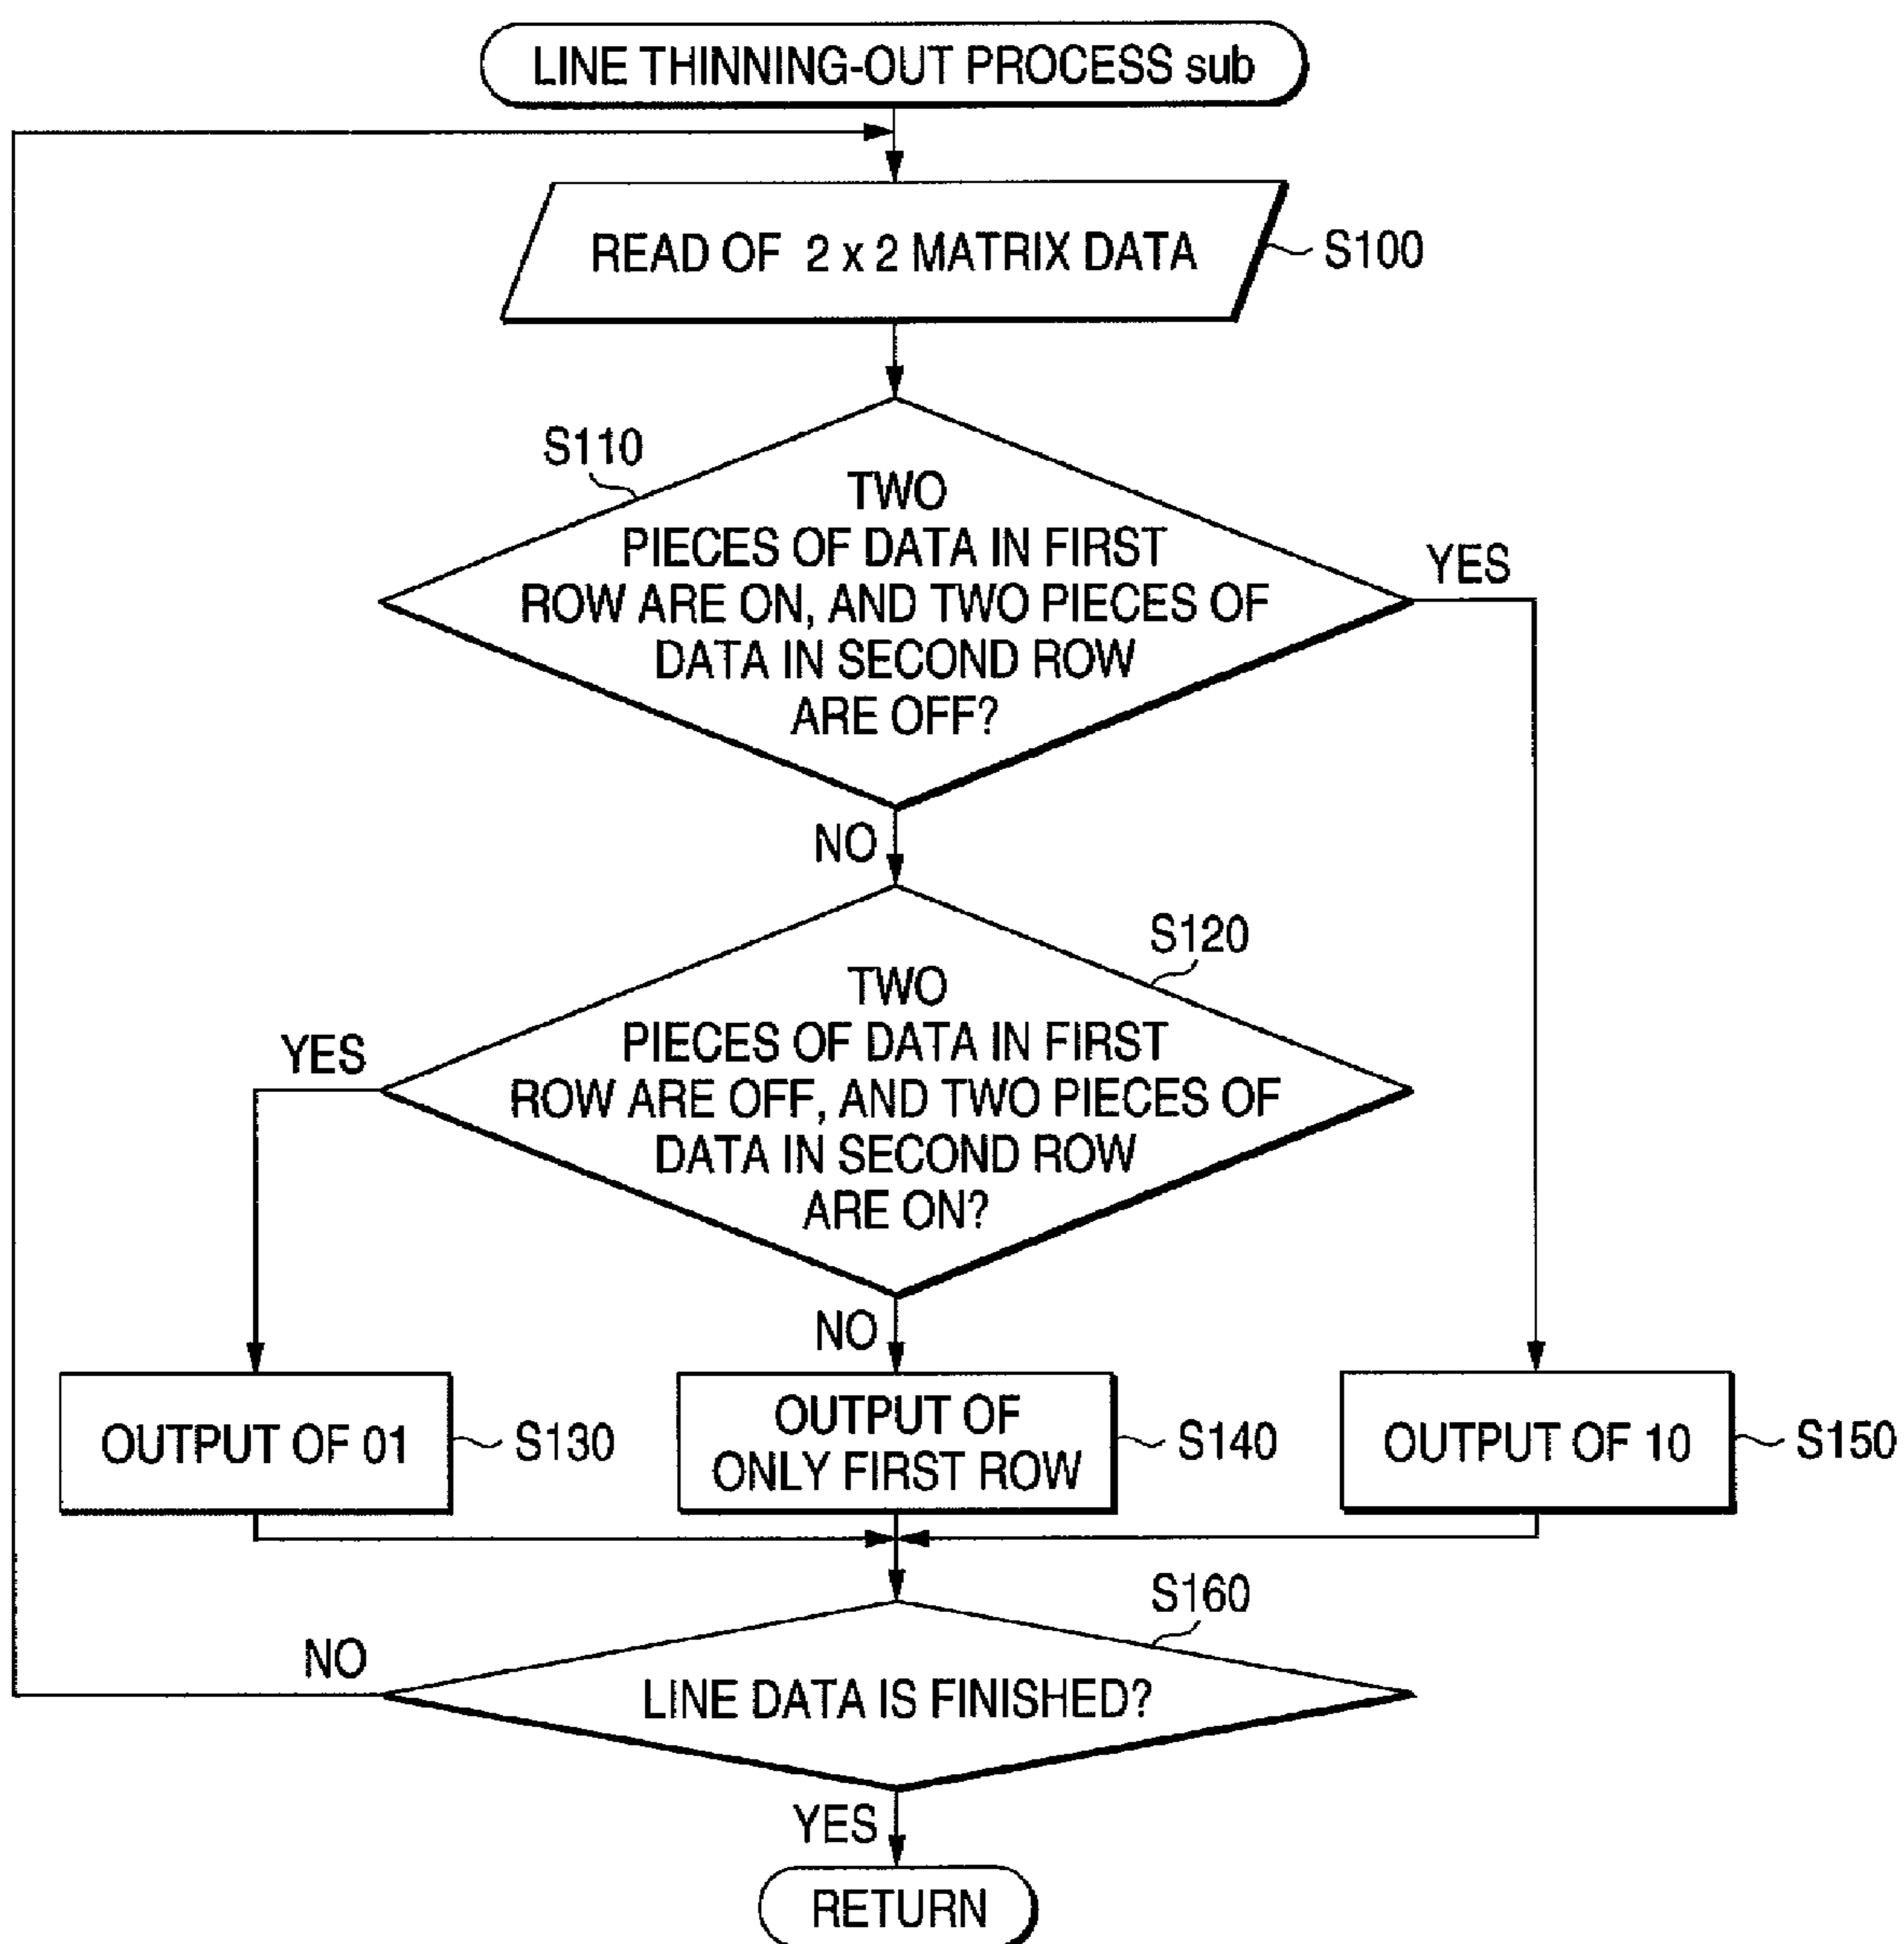 LINE THINNING-OUT PROCESS sub
READ OF 2 x 2 MATRIX DATA
S100
S110
TWO
PIECES OF DATA IN FIRST
ROW ARE ON, AND TWO PIECES OF
DATA IN SECOND ROW
ARE OFF?
YES
NO
S120
TWO
PIECES OF DATA IN FIRST
ROW ARE OFF, AND TWO PIECES OF
DATA IN SECOND ROW
ARE ON?
YES
NO
OUTPUT OF 01
S130
OUTPUT OF
ONLY FIRST ROW
S140
OUTPUT OF 10
S150
S160
NO
LINE DATA IS FINISHED?
YES
RETURN